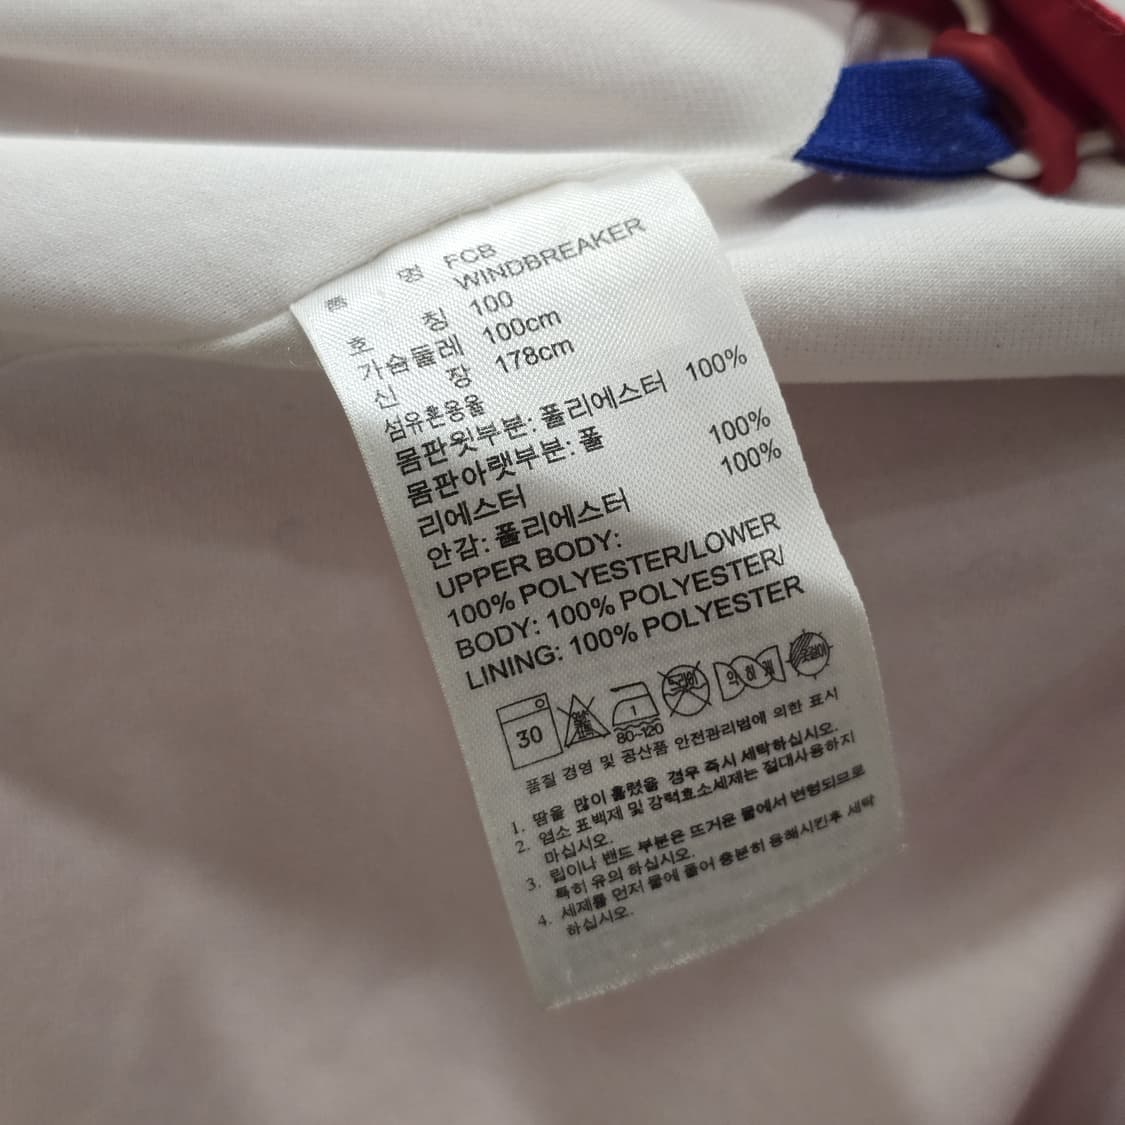 품 명 FCB
WINDBREAKER
호 칭 100
가슴둘레 100cm
신 장 178cm
섬유혼용율
몸판윗부분: 폴리에스터 100%
몸판아랫부분: 폴 100%
리에스터 100%
안감: 폴리에스터
UPPER BODY:
100% POLYESTER/LOWER
BODY: 100% POLYESTER/
LINING: 100% POLYESTER
30
1
80~120
드라이
약하게
품질 경영 및 공산품 안전관리법에 의한 표시
1. 땀을 많이 흘렸을 경우 즉시 세탁하십시오.
2. 염소 표백제 및 강력효소세제는 절대사용하지
마십시오.
3. 립이나 밴드 부분은 뜨거운 물에서 변형되므로
특히 유의 하십시오.
4. 세제를 먼저 물에 풀어 충분히 용해시킨후 세탁
하십시오.